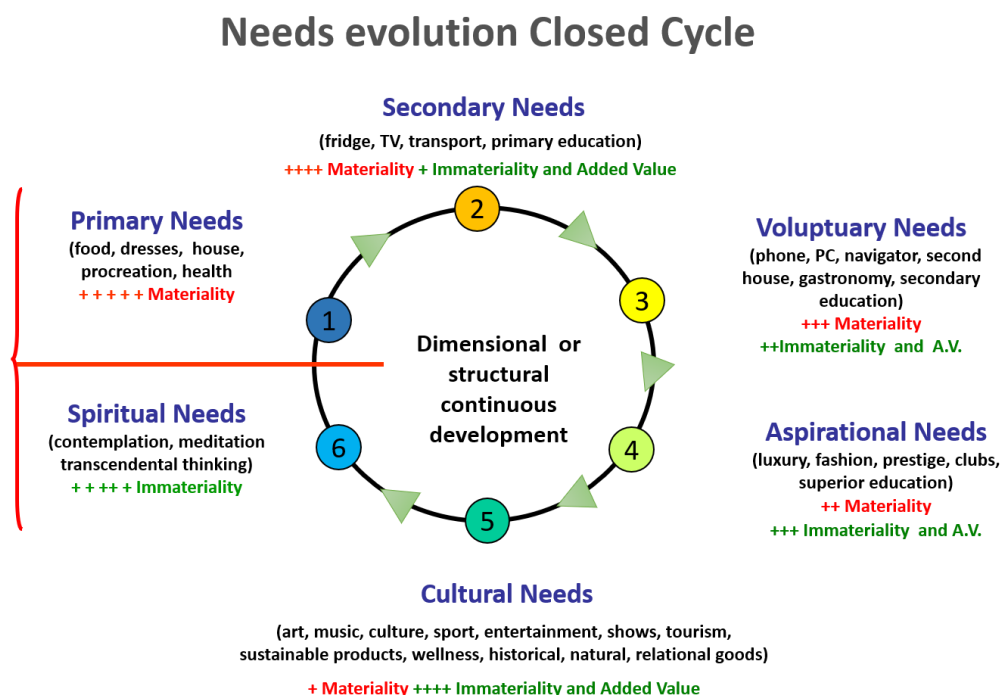 Needs evolution Closed Cycle
Secondary Needs
(fridge, TV, transport, primary education)
++++ Materiality + Immateriality and Added Value
Primary Needs
(food, dresses, house,
procreation, health
+ + + + + Materiality
1
2
3
4
5
6
Dimensional or
structural
continuous
development
Voluptuary Needs
(phone, PC, navigator, second
house, gastronomy, secondary
education)
+++ Materiality
++Immateriality and A.V.
Spiritual Needs
(contemplation, meditation
transcendental thinking)
+ + ++ + Immateriality
Aspirational Needs
(luxury, fashion, prestige, clubs,
superior education)
++ Materiality
+++ Immateriality and A.V.
Cultural Needs
(art, music, culture, sport, entertainment, shows, tourism,
sustainable products, wellness, historical, natural, relational goods)
+ Materiality ++++ Immateriality and Added Value